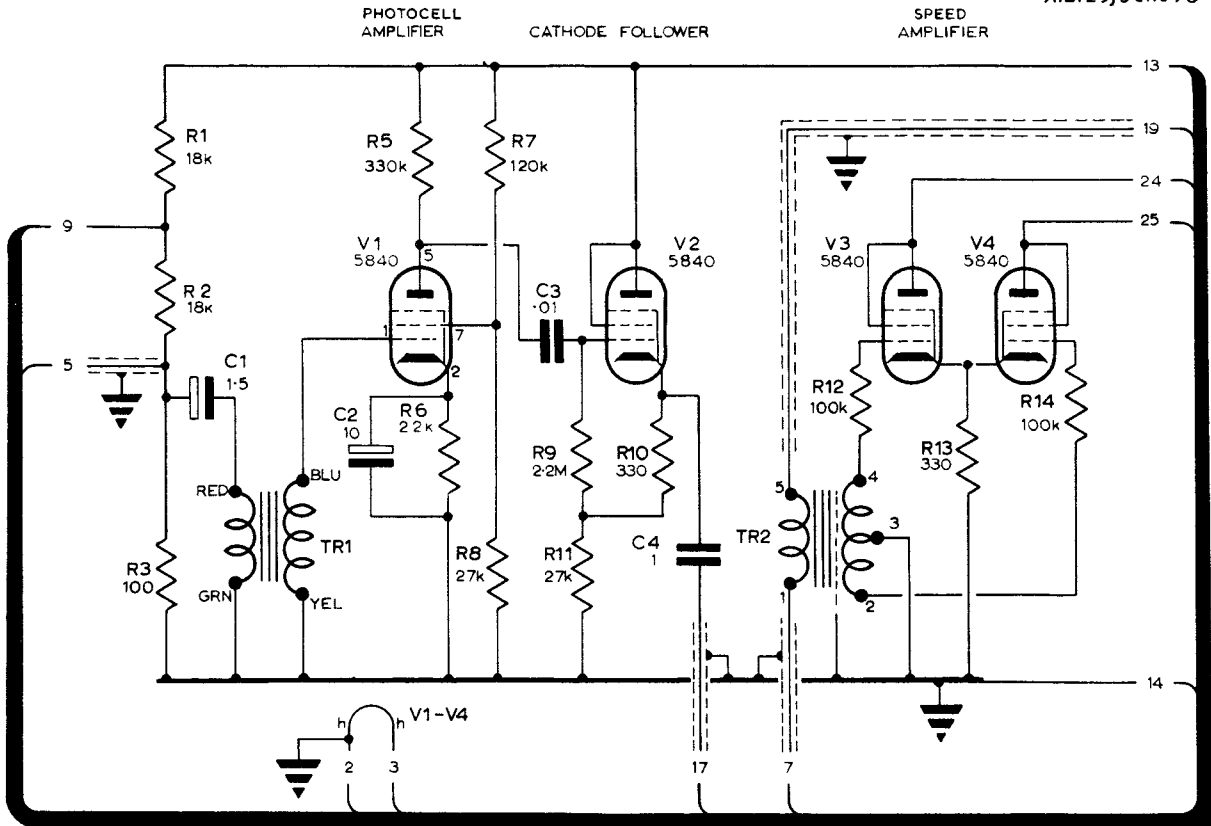 PHOTOCELL
AMPLIFIER
CATHODE FOLLOWER
SPEED
AMPLIFIER
13
R1
18k
R5
330k
R7
120k
19
24
9
25
V1
5840
5
V2
5840
V3
5840
V4
5840
R2
18k
C3
.01
1
7
5
2
C1
1.5
R12
100k
R14
100k
C2
10
R6
2.2k
R9
2.2M
R10
330
R13
330
RED
BLU
5
4
TR1
TR2
3
R3
100
R8
27k
R11
27k
C4
1
GRN
YEL
1
2
14
h
h
V1-V4
2
3
17
7